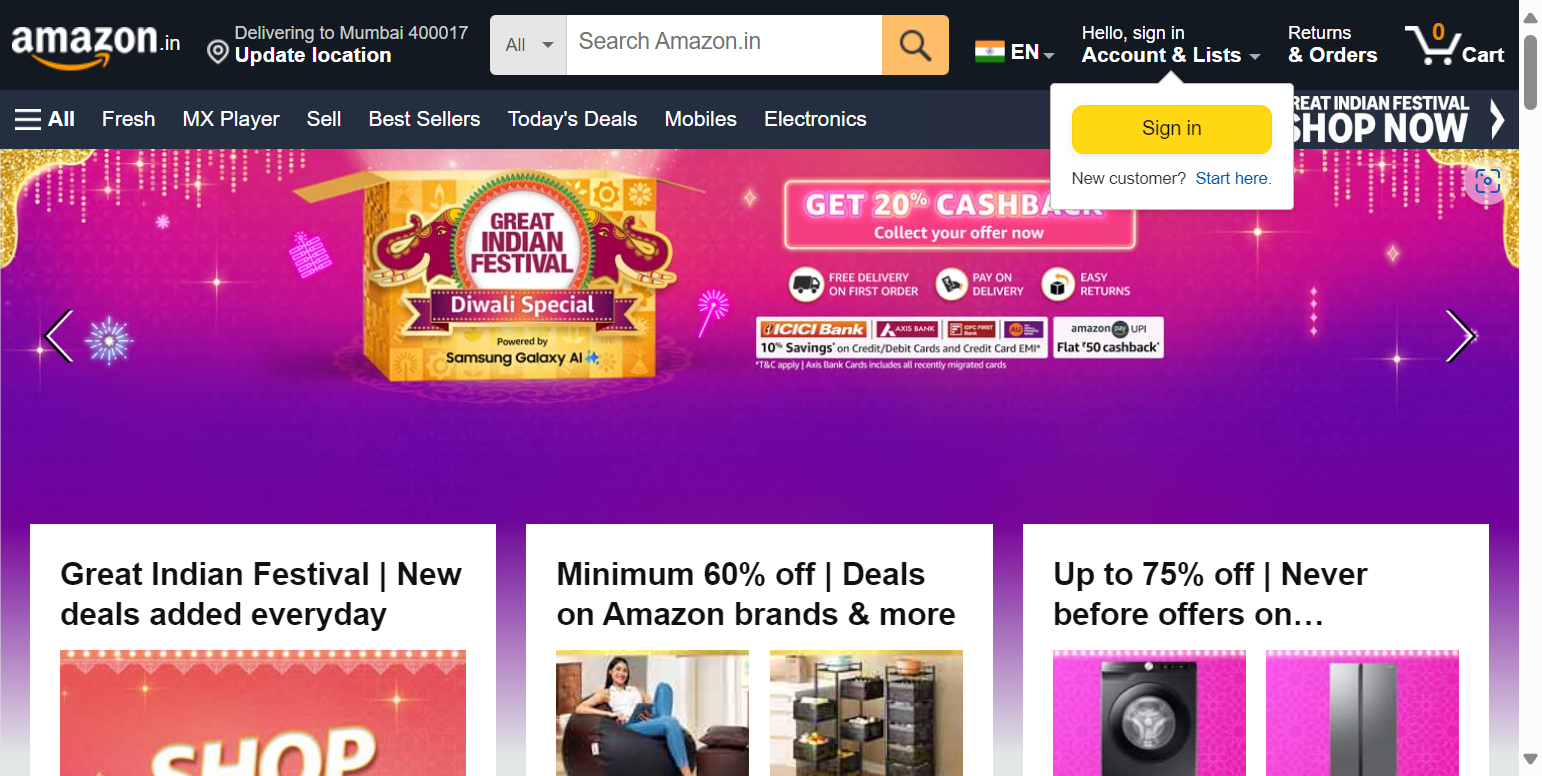 amazon.in
Delivering to Mumbai 400017
Update location
All
Search Amazon.in
EN
Hello, sign in
Account & Lists
Returns
& Orders
0
Cart
All
Fresh
MX Player
Sell
Best Sellers
Today's Deals
Mobiles
Electronics
REAT INDIAN FESTIVAL
SHOP NOW
Sign in
New customer? Start here.
GREAT
INDIAN
FESTIVAL
Diwali Special
Powered by
Samsung Galaxy AI
GET 20% CASHBACK
Collect your offer now
FREE DELIVERY
ON FIRST ORDER
PAY ON
DELIVERY
EASY
RETURNS
ICICI Bank
AXIS BANK
IDFC FIRST
Bank
AU
10% Savings* on Credit/Debit Cards and Credit Card EMI*
amazon pay UPI
Flat ₹50 cashback*
*T&C apply | Axis Bank Cards includes all recently migrated cards
Great Indian Festival | New
deals added everyday
Minimum 60% off | Deals
on Amazon brands & more
Up to 75% off | Never
before offers on…
SHOP